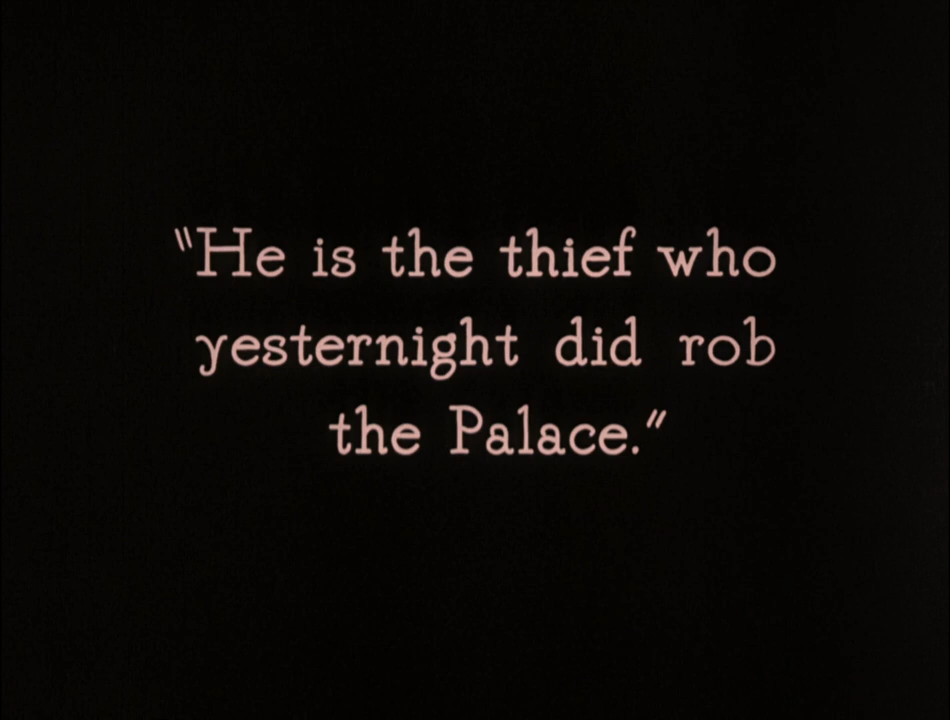 "He is the thief who
yesternight did rob
the Palace."